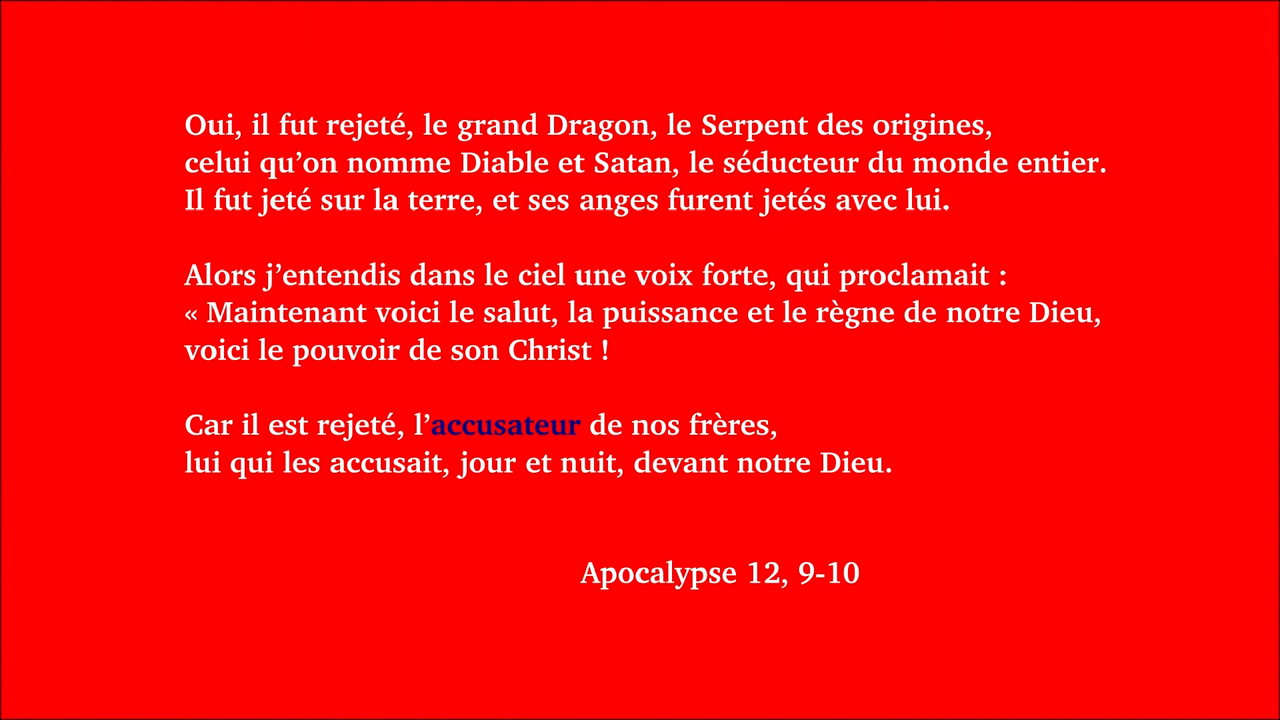 Oui, il fut rejeté, le grand Dragon, le Serpent des origines,
celui qu’on nomme Diable et Satan, le séducteur du monde entier.
Il fut jeté sur la terre, et ses anges furent jetés avec lui.
Alors j’entendis dans le ciel une voix forte, qui proclamait :
« Maintenant voici le salut, la puissance et le règne de notre Dieu,
voici le pouvoir de son Christ !
Car il est rejeté, l’accusateur de nos frères,
lui qui les accusait, jour et nuit, devant notre Dieu.
Apocalypse 12, 9-10